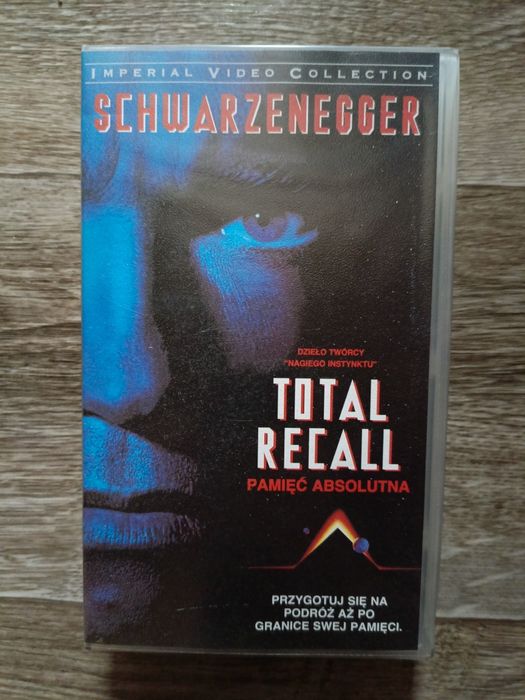 IMPERIAL VIDEO COLLECTION
SCHWARZENEGGER
DZIEŁO TWÓRCY
"NAGIEGO INSTYNKTU"
TOTAL
RECALL
PAMIĘĆ ABSOLUTNA
PRZYGOTUJ SIĘ NA
PODRÓŻ AŻ PO
GRANICE SWEJ PAMIĘCI.